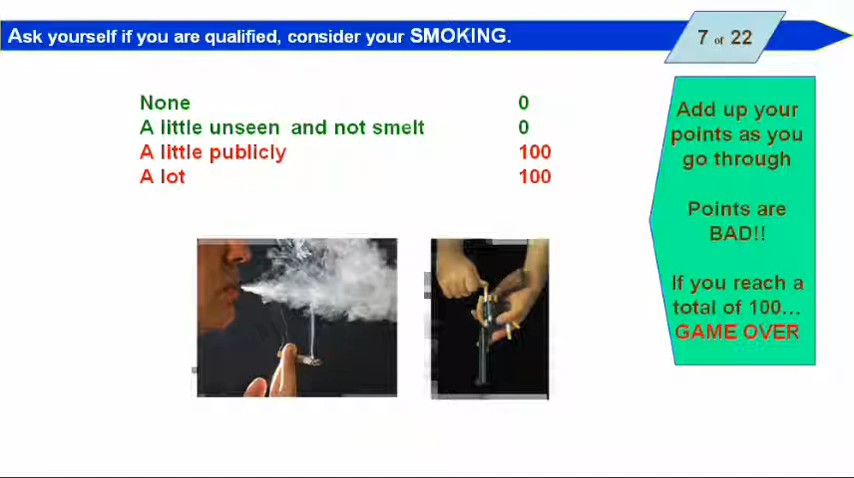 Ask yourself if you are qualified, consider your SMOKING.
7 of 22
None 0
A little unseen and not smelt 0
A little publicly 100
A lot 100
Add up your
points as you
go through
Points are
BAD!!
If you reach a
total of 100...
GAME OVER